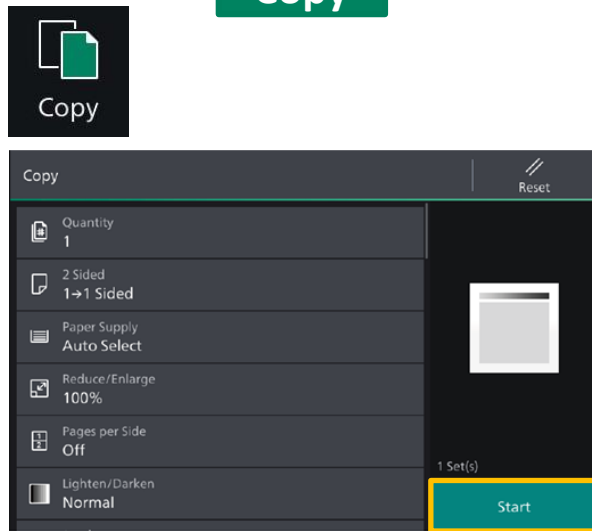 Copy
Copy
Copy
Reset
Quantity
1
2 Sided
1→1 Sided
Paper Supply
Auto Select
Reduce/Enlarge
100%
Pages per Side
Off
Lighten/Darken
Normal
1 Set(s)
Start